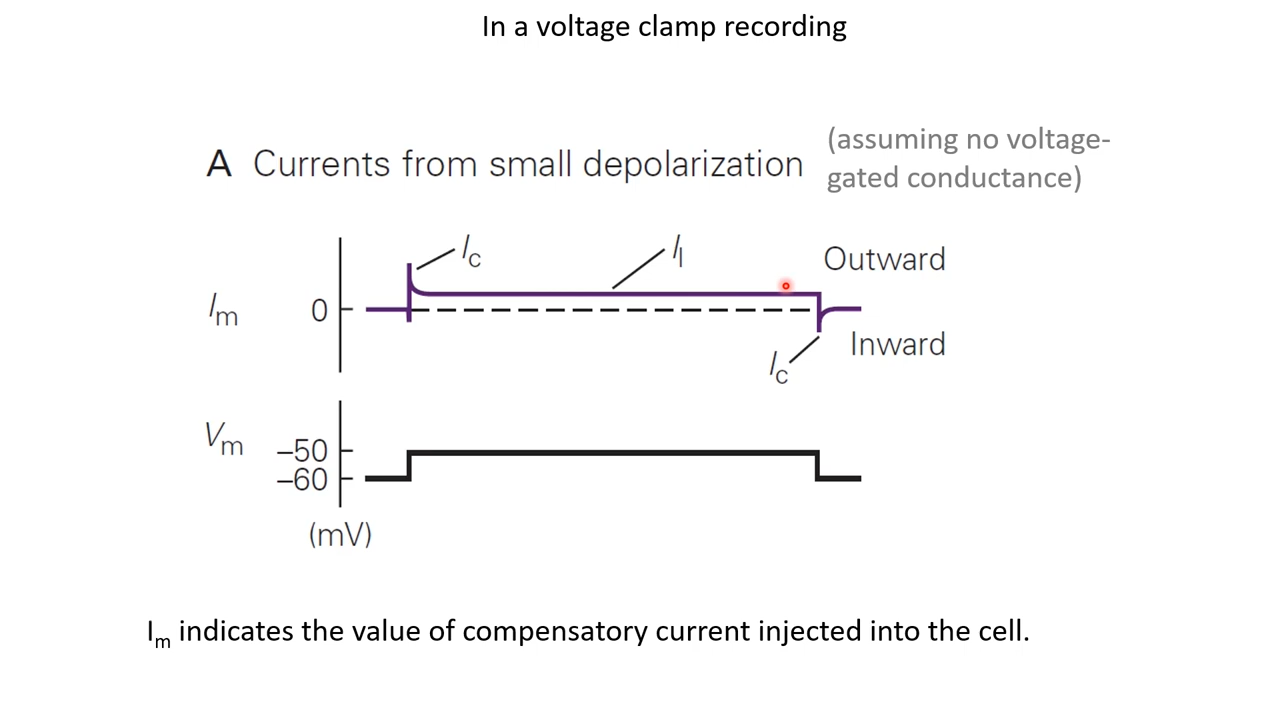 In a voltage clamp recording
A Currents from small depolarization
(assuming no voltage-
gated conductance)
Ic
Il
Outward
Im
0
Ic
Inward
Vm
–50
–60
(mV)
Im indicates the value of compensatory current injected into the cell.